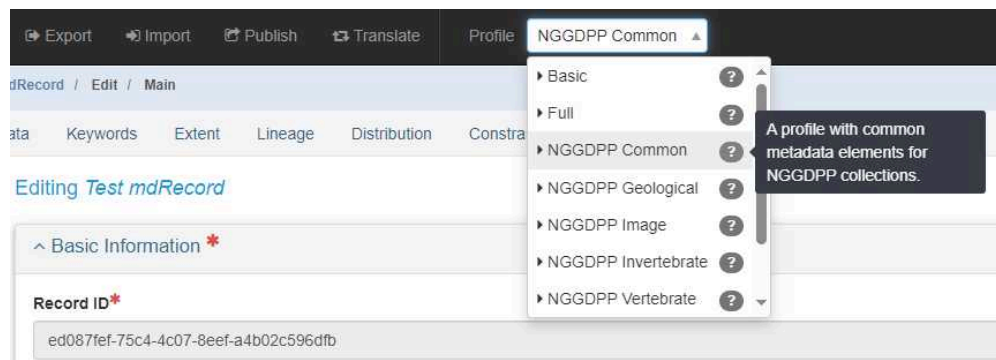 Export Import Publish Translate Profile NGGDPP Common
dRecord / Edit / Main
ata Keywords Extent Lineage Distribution Constra
Basic ?
Full ?
NGGDPP Common ?
NGGDPP Geological ?
NGGDPP Image ?
NGGDPP Invertebrate ?
NGGDPP Vertebrate ?
A profile with common
metadata elements for
NGGDPP collections.
Editing Test mdRecord
Basic Information *
Record ID*
ed087fef-75c4-4c07-8eef-a4b02c596dfb